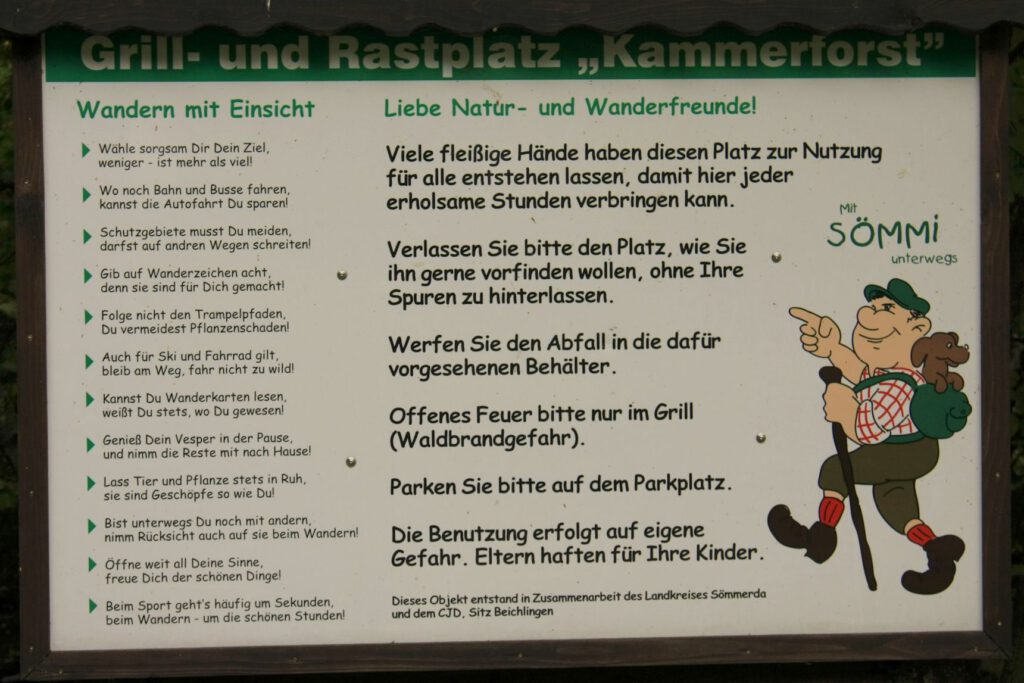 Grill- und Rastplatz „Kammerforst”
Wandern mit Einsicht
Wähle sorgsam Dir Dein Ziel,
weniger - ist mehr als viel!
Wo noch Bahn und Busse fahren,
kannst die Autofahrt Du sparen!
Schutzgebiete musst Du meiden,
darfst auf andren Wegen schreiten!
Gib auf Wanderzeichen acht,
denn sie sind für Dich gemacht!
Folge nicht den Trampelpfaden,
Du vermeidest Pflanzenschaden!
Auch für Ski und Fahrrad gilt,
bleib am Weg, fahr nicht zu wild!
Kannst Du Wanderkarten lesen,
weißt Du stets, wo Du gewesen!
Genieß Dein Vesper in der Pause,
und nimm die Reste mit nach Hause!
Lass Tier und Pflanze stets in Ruh,
sie sind Geschöpfe so wie Du!
Bist unterwegs Du noch mit andern,
nimm Rücksicht auch auf sie beim Wandern!
Öffne weit all Deine Sinne,
freue Dich der schönen Dinge!
Beim Sport geht's häufig um Sekunden,
beim Wandern - um die schönen Stunden!
Liebe Natur- und Wanderfreunde!
Viele fleißige Hände haben diesen Platz zur Nutzung
für alle entstehen lassen, damit hier jeder
erholsame Stunden verbringen kann.
Verlassen Sie bitte den Platz, wie Sie
ihn gerne vorfinden wollen, ohne Ihre
Spuren zu hinterlassen.
Werfen Sie den Abfall in die dafür
vorgesehenen Behälter.
Offenes Feuer bitte nur im Grill
(Waldbrandgefahr).
Parken Sie bitte auf dem Parkplatz.
Die Benutzung erfolgt auf eigene
Gefahr. Eltern haften für Ihre Kinder.
Dieses Objekt entstand in Zusammenarbeit des Landkreises Sömmerda
und dem CJD, Sitz Beichlingen
Mit
SÖMMi
unterwegs